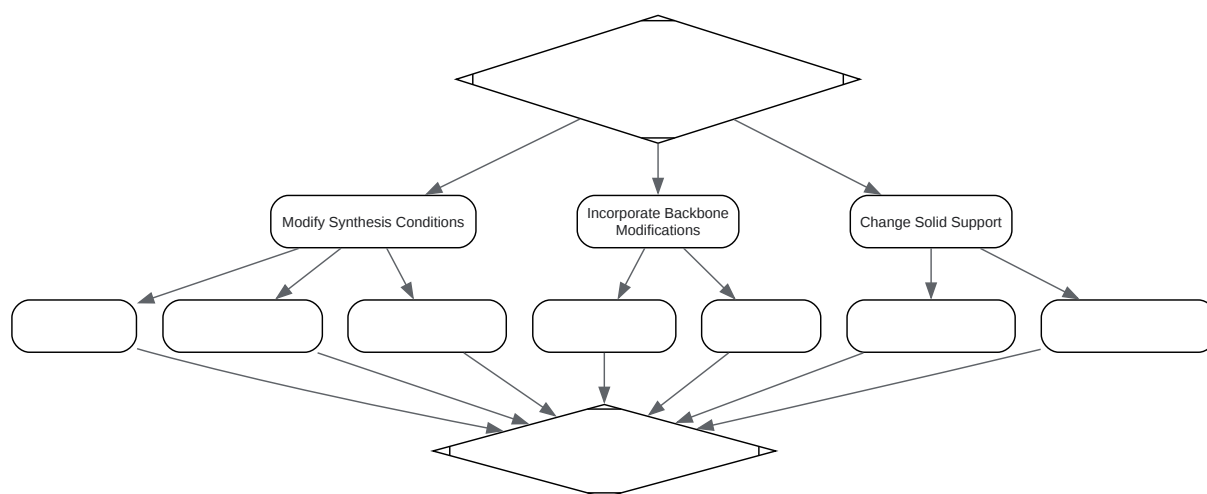 Modify Synthesis Conditions
Incorporate Backbone
Modifications
Change Solid Support